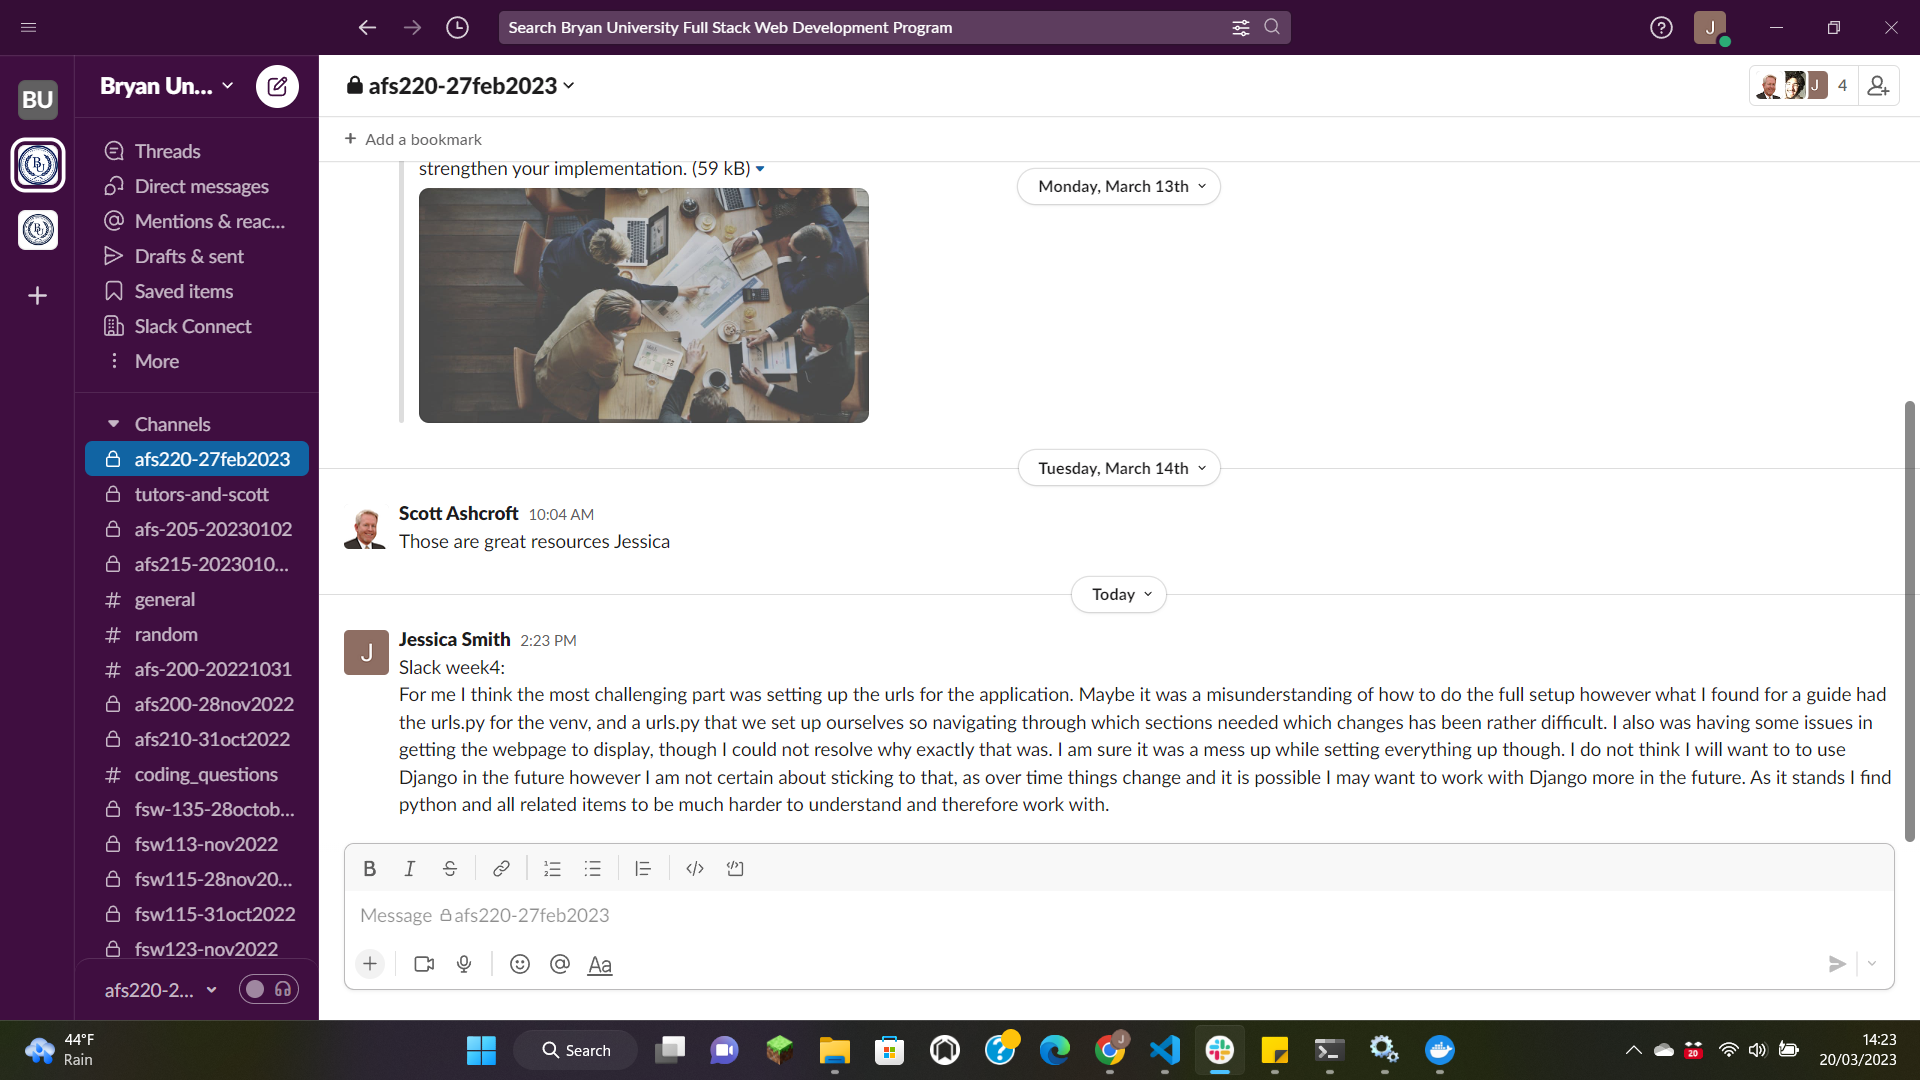 Search Bryan University Full Stack Web Development Program
J
BU
Bryan Un...
Threads
Direct messages
Mentions & reac...
Drafts & sent
Saved items
Slack Connect
More
Channels
afs220-27feb2023
tutors-and-scott
afs-205-20230102
afs215-2023010...
general
random
afs-200-20221031
afs200-28nov2022
afs210-31oct2022
coding_questions
fsw-135-28octob...
fsw113-nov2022
fsw115-28nov20...
fsw115-31oct2022
fsw123-nov2022
afs220-2...
afs220-27feb2023
J 4
+ Add a bookmark
strengthen your implementation. (59 kB)
Monday, March 13th
Tuesday, March 14th
Scott Ashcroft 10:04 AM
Those are great resources Jessica
Today
J
Jessica Smith 2:23 PM
Slack week4:
For me I think the most challenging part was setting up the urls for the application. Maybe it was a misunderstanding of how to do the full setup however what I found for a guide had
the urls.py for the venv, and a urls.py that we set up ourselves so navigating through which sections needed which changes has been rather difficult. I also was having some issues in
getting the webpage to display, though I could not resolve why exactly that was. I am sure it was a mess up while setting everything up though. I do not think I will want to to use
Django in the future however I am not certain about sticking to that, as over time things change and it is possible I may want to work with Django more in the future. As it stands I find
python and all related items to be much harder to understand and therefore work with.
Message afs220-27feb2023
Aa
44°F
Rain
Search
J
20
14:23
20/03/2023